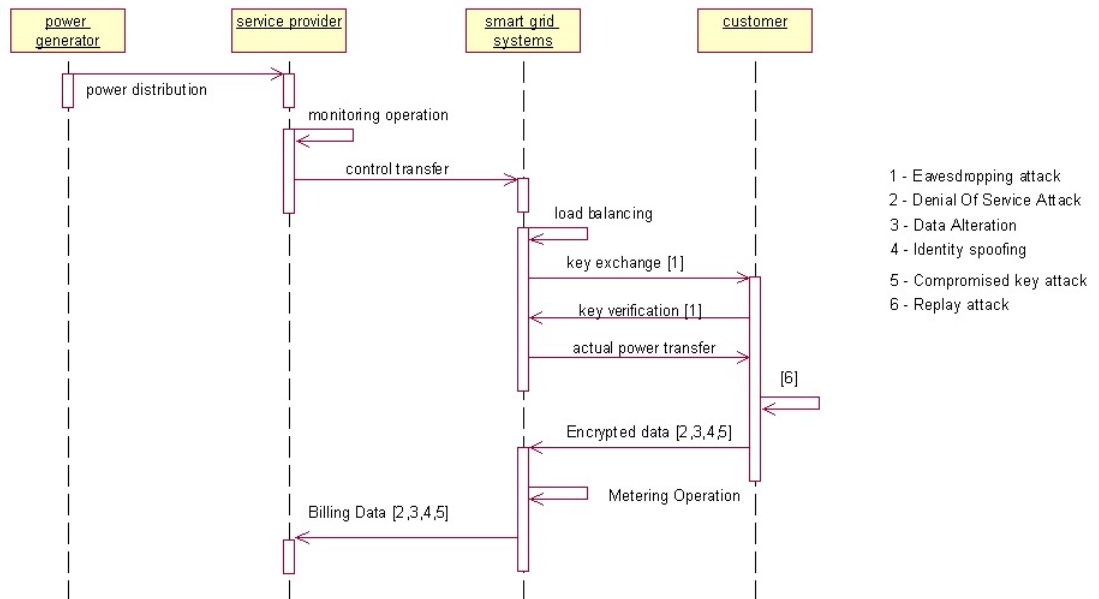 power
generator
service provider
smart grid
systems
customer
power distribution
monitoring operation
control transfer
load balancing
key exchange [1]
key verification [1]
actual power transfer
[6]
Encrypted data [2,3,4,5]
Metering Operation
Billing Data [2,3,4,5]
1 - Eavesdropping attack
2 - Denial Of Service Attack
3 - Data Alteration
4 - Identity spoofing
5 - Compromised key attack
6 - Replay attack